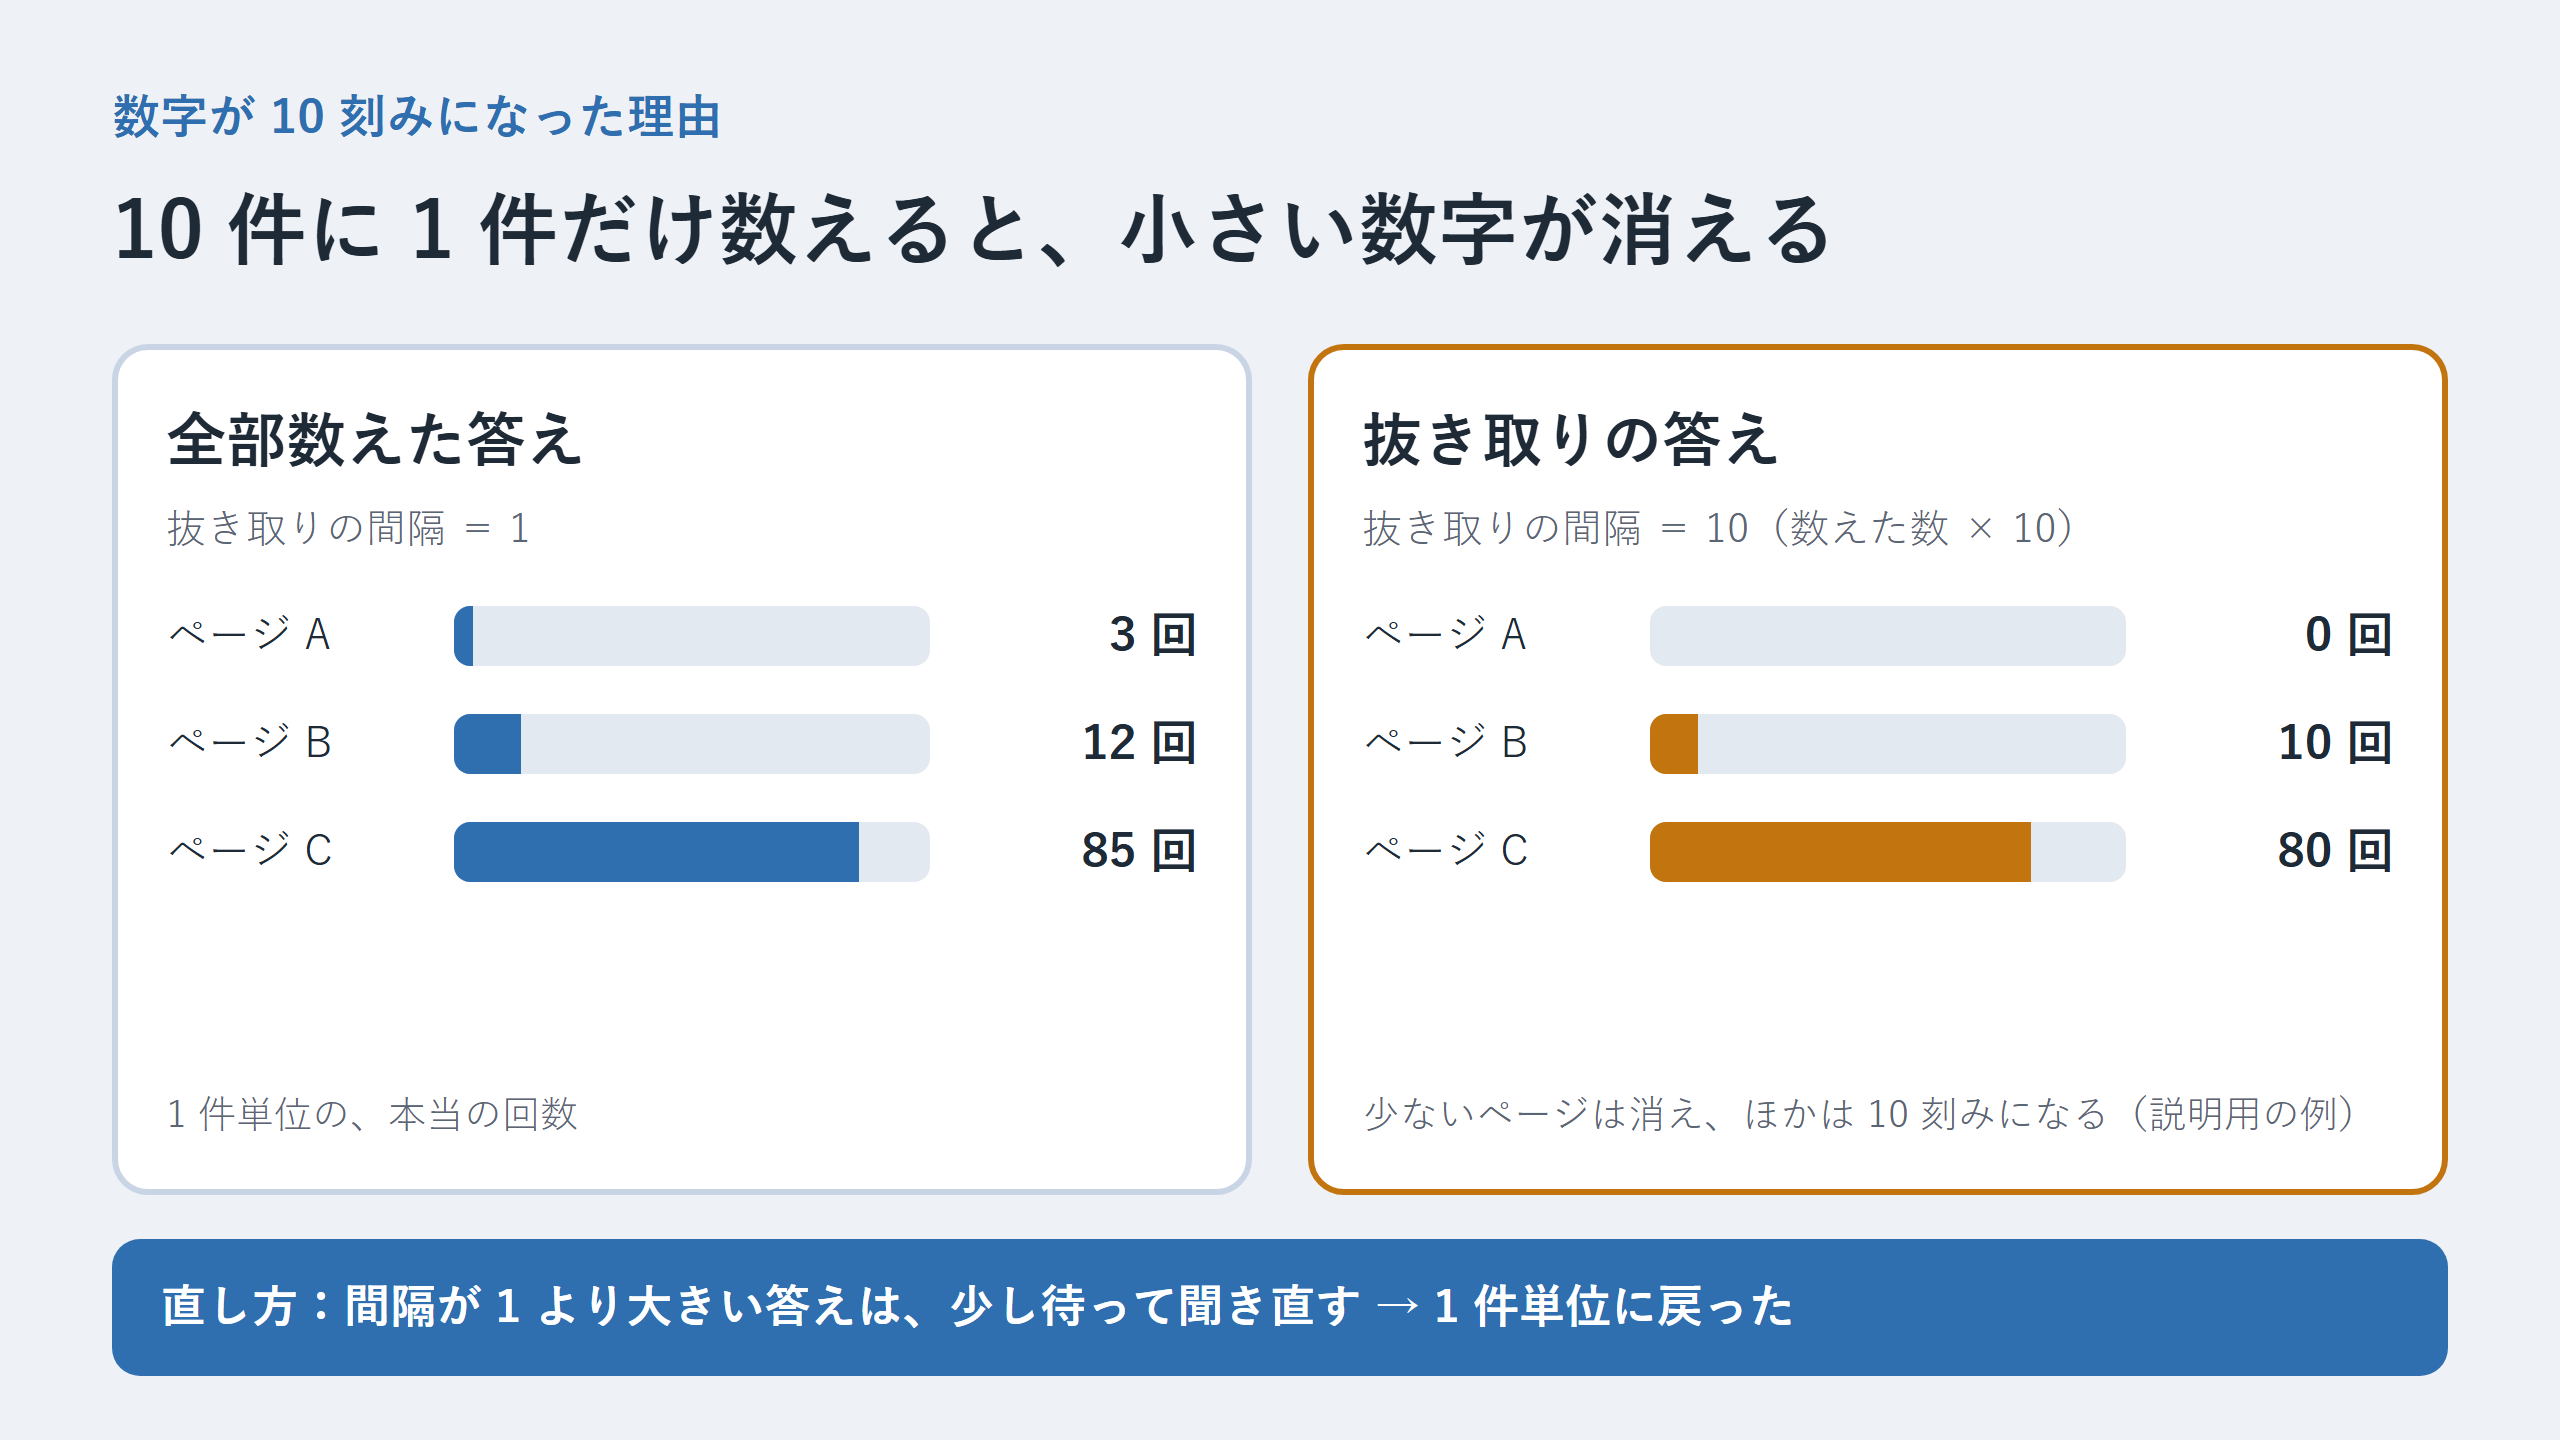 数字が 10 刻みになった理由
10 件に 1 件だけ数えると、小さい数字が消える
全部数えた答え
抜き取りの間隔 = 1
ページ A
3 回
ページ B
12 回
ページ C
85 回
1 件単位の、本当の回数
抜き取りの答え
抜き取りの間隔 = 10（数えた数 × 10）
ページ A
0 回
ページ B
10 回
ページ C
80 回
少ないページは消え、ほかは 10 刻みになる（説明用の例）
直し方：間隔が 1 より大きい答えは、少し待って聞き直す → 1 件単位に戻った